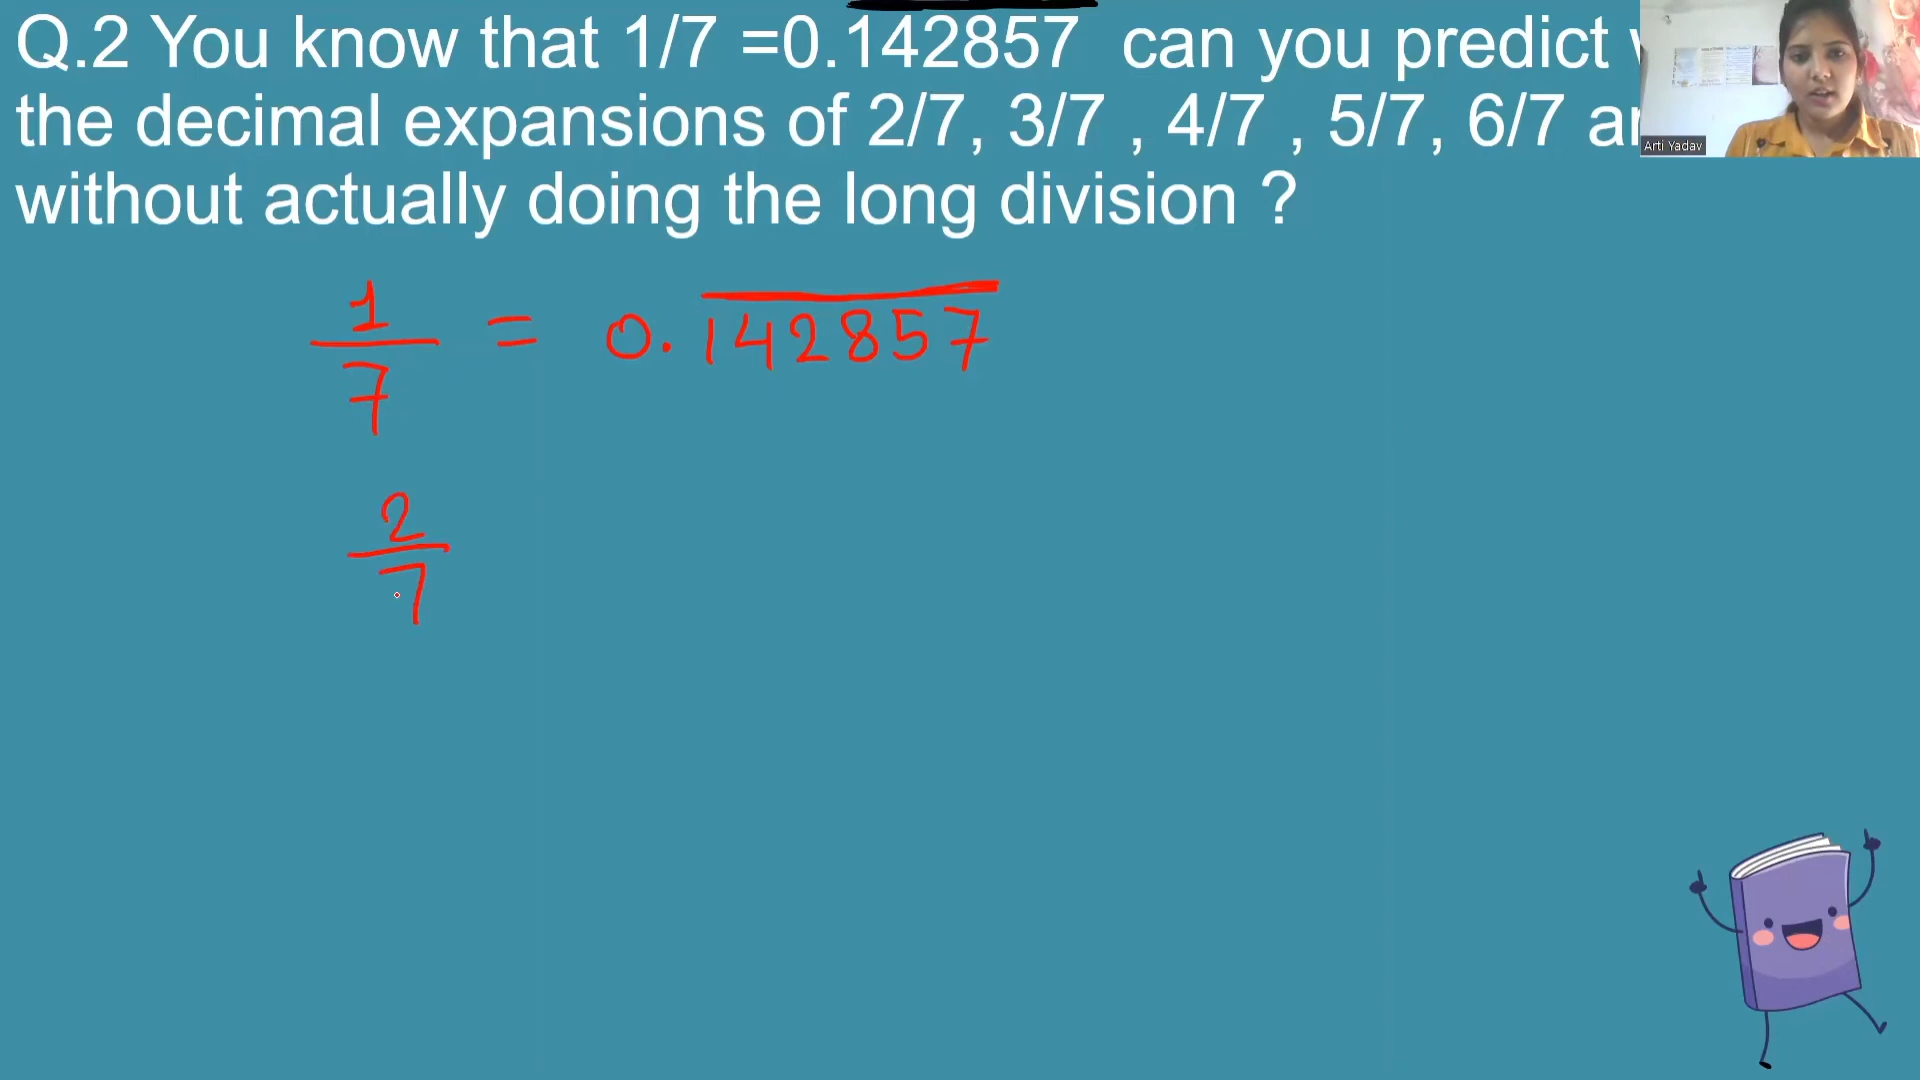 Q.2 You know that 1/7 =0.142857 can you predict
the decimal expansions of 2/7, 3/7 , 4/7 , 5/7, 6/7
without actually doing the long division ?
Arti Yadav
1/7 = 0.142857
2/7